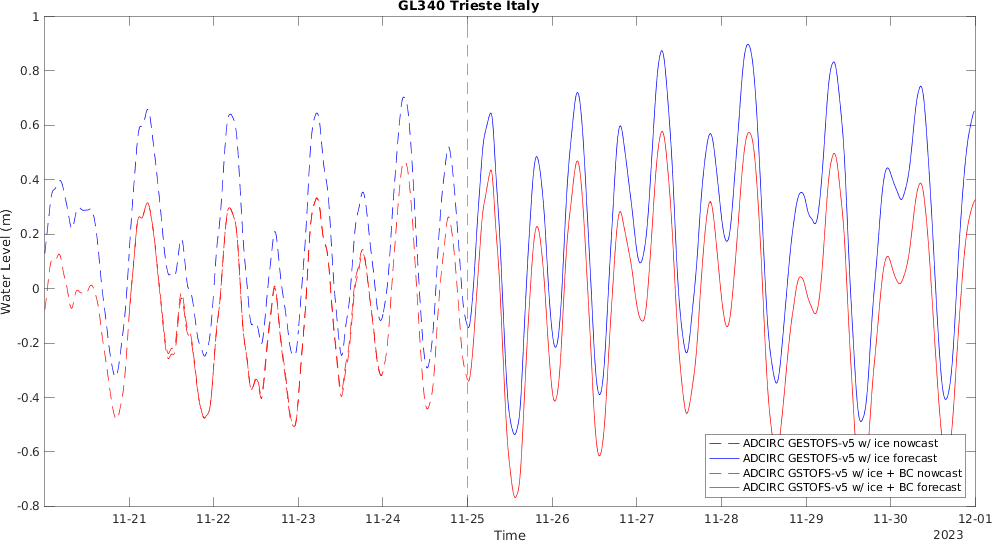 GL340 Trieste Italy
Water Level (m)
1
0.8
0.6
0.4
0.2
0
-0.2
-0.4
-0.6
-0.8
ADCIRC GESTOFS-v5 w/ ice nowcast
ADCIRC GESTOFS-v5 w/ ice forecast
ADCIRC GSTOFS-v5 w/ ice + BC nowcast
ADCIRC GSTOFS-v5 w/ ice + BC forecast
11-21 11-22 11-23 11-24 11-25 11-26 11-27 11-28 11-29 11-30 12-01
Time
2023